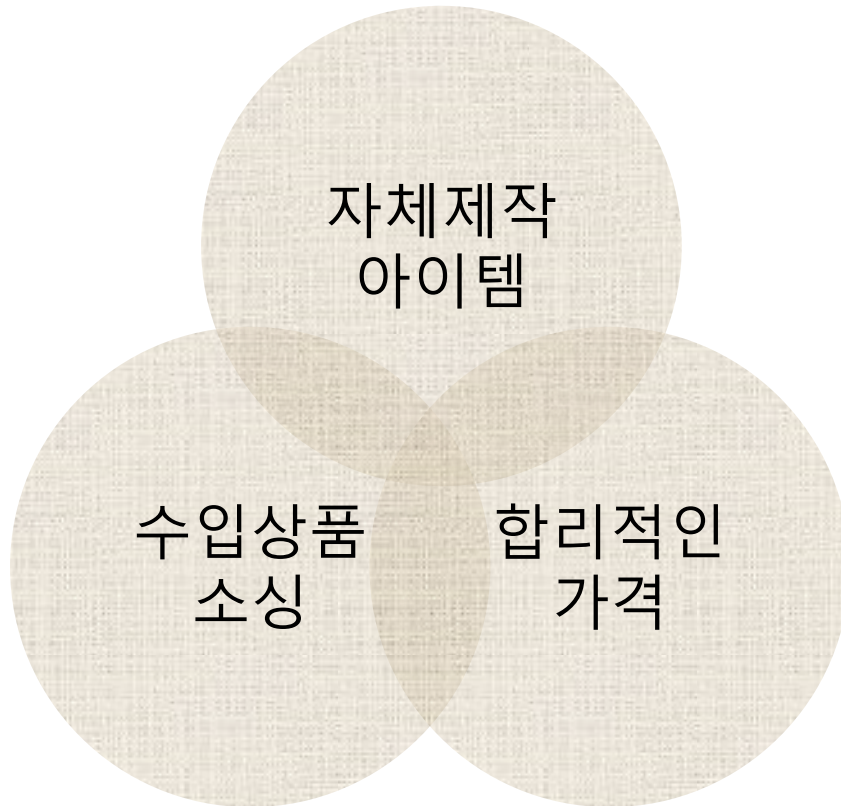 자체제작
아이템
수입상품
소싱
합리적인
가격